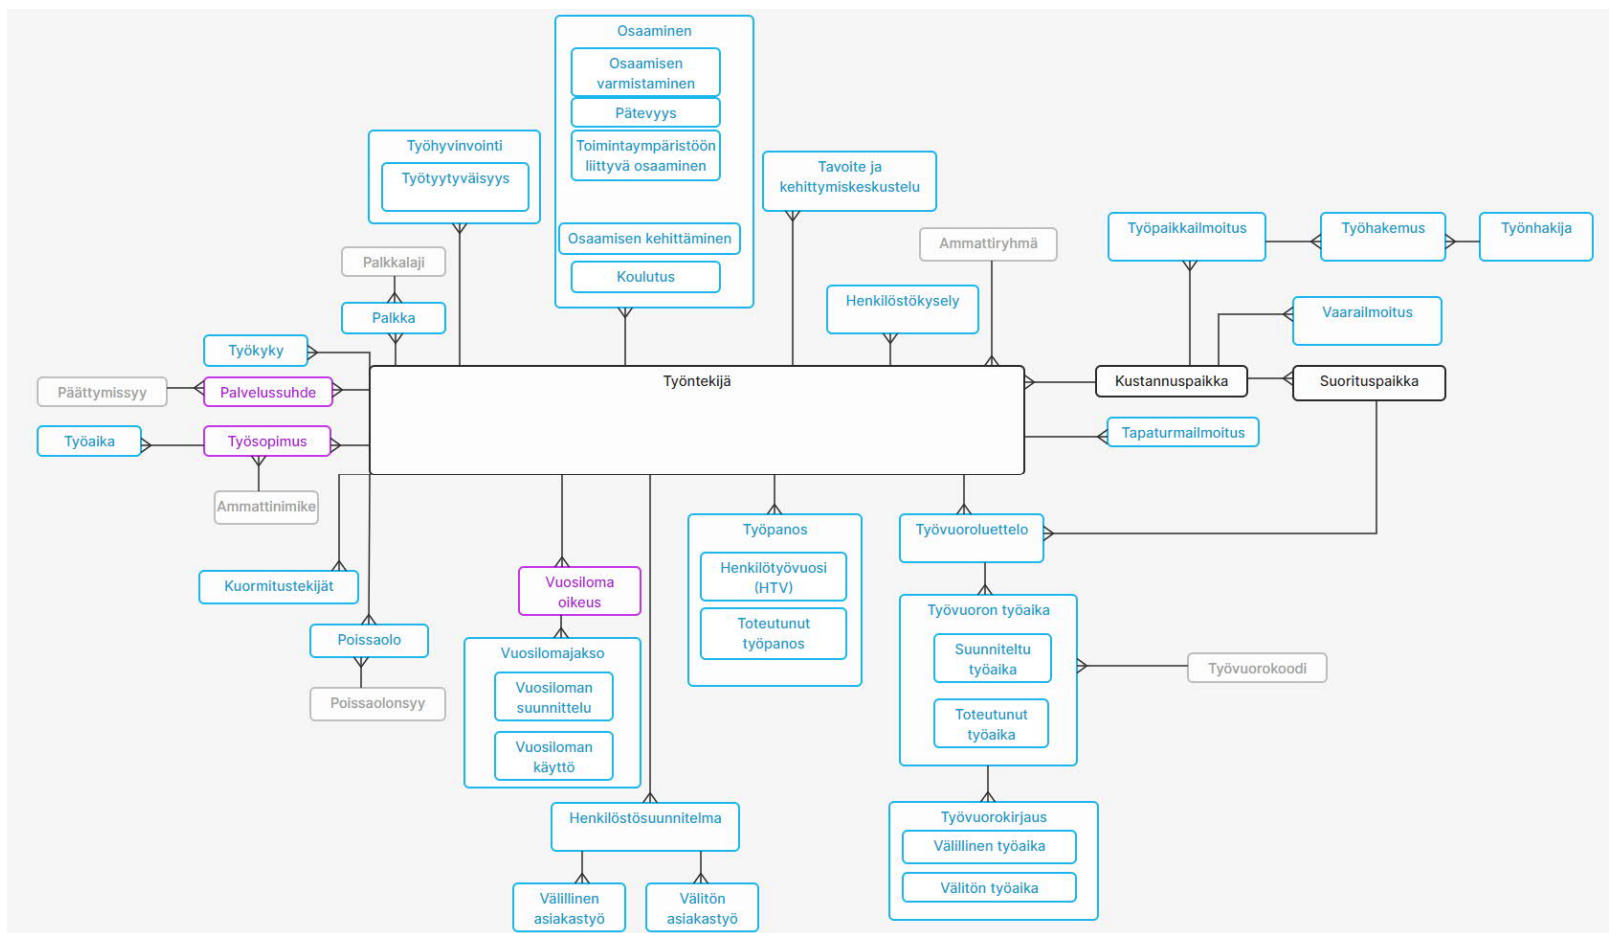 Osaaminen
Osaamisen
varmistaminen
Pätevyys
Toimintaympäristöön
liittyvä osaaminen
Osaamisen kehittäminen
Koulutus
Työhyvinvointi
Työtyytyväisyys
Tavoite ja
kehittymiskeskustelu
Ammattiryhmä
Työpaikkailmoitus
Työhakemus
Työnhakija
Palkkalaji
Palkka
Henkilöstökysely
Vaarailmoitus
Työkyky
Päättymissyy
Palvelussuhde
Työntekijä
Kustannuspaikka
Suorituspaikka
Työaika
Työsopimus
Tapaturmailmoitus
Ammattinimike
Kuormitustekijät
Poissaolo
Poissaolonsyy
Vuosiloma
oikeus
Vuosilomajakso
Vuosiloman
suunnittelu
Vuosiloman
käyttö
Työpanos
Henkilötyövuosi
(HTV)
Toteutunut
työpanos
Työvuoroluettelo
Työvuoron työaika
Suunniteltu
työaika
Toteutunut
työaika
Työvuorokoodi
Henkilöstösuunnitelma
Välillinen
asiakastyö
Välitön
asiakastyö
Työvuorokirjaus
Välillinen työaika
Välitön työaika